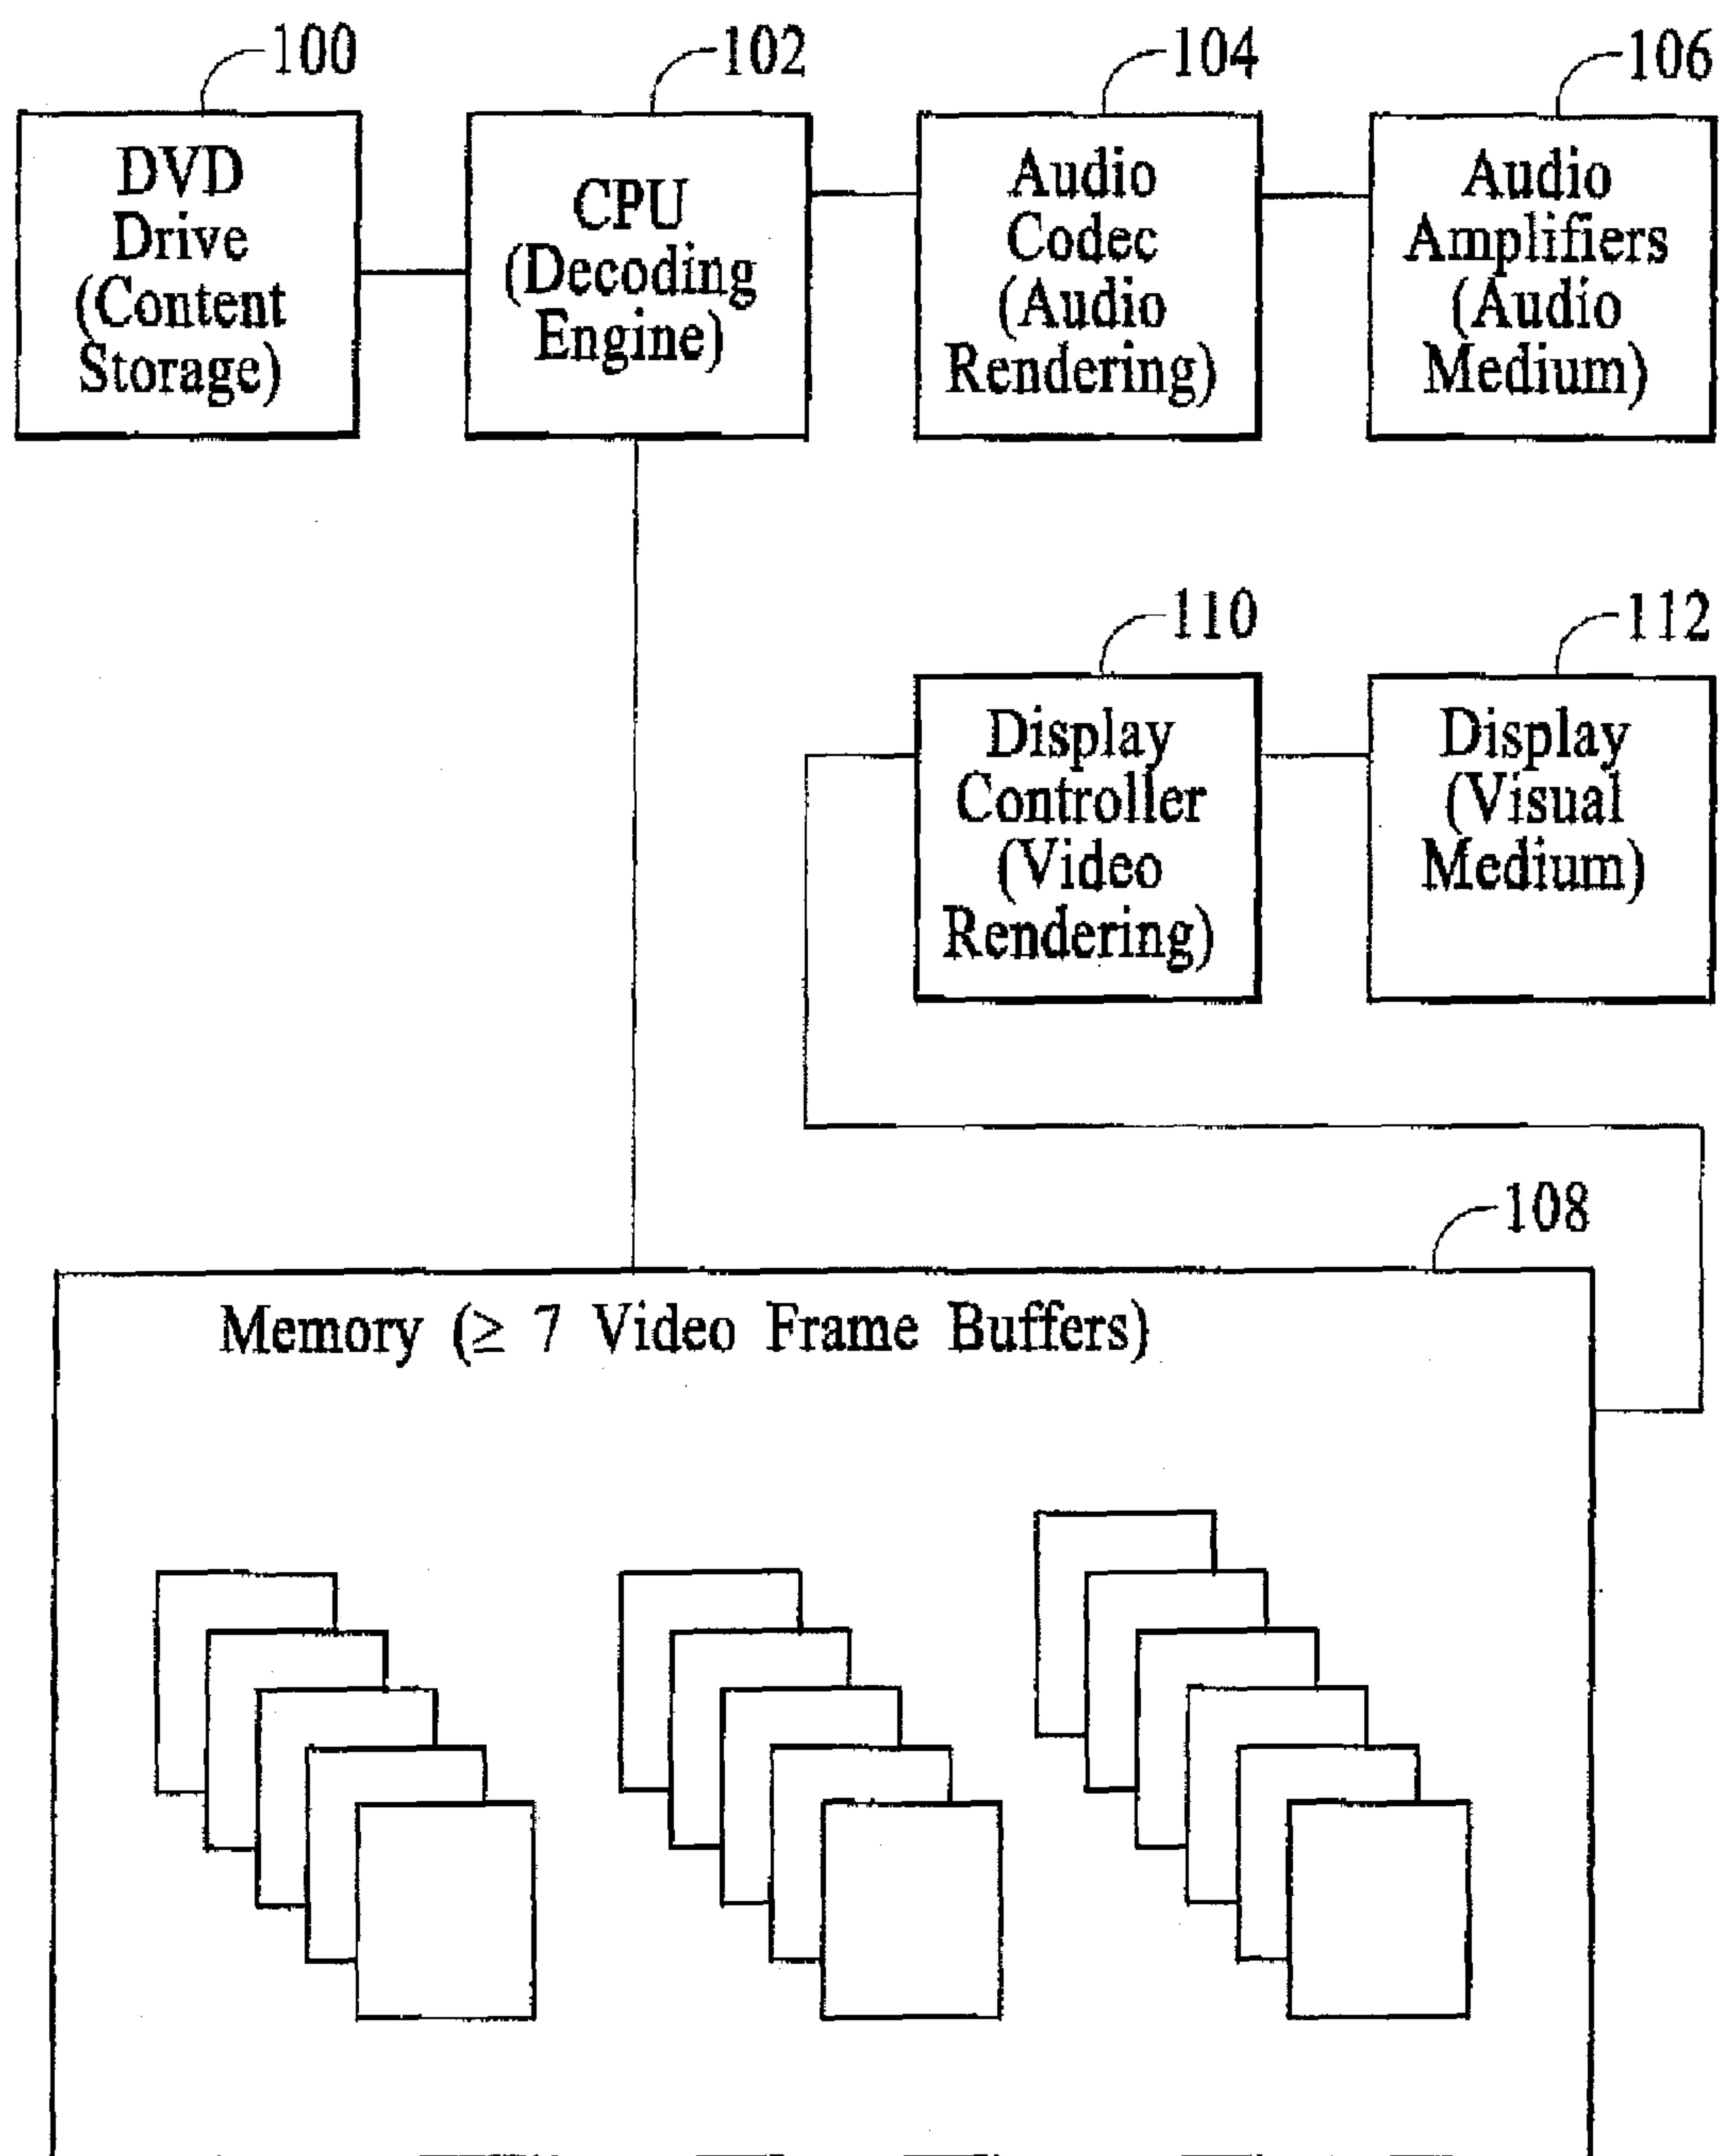 100
102
104
106
DVD
Drive
(Content
Storage)
CPU
(Decoding
Engine)
Audio
Codec
(Audio
Rendering)
Audio
Amplifiers
(Audio
Medium)
110
112
Display
Controller
(Video
Rendering)
Display
(Visual
Medium)
108
Memory (≥ 7 Video Frame Buffers)